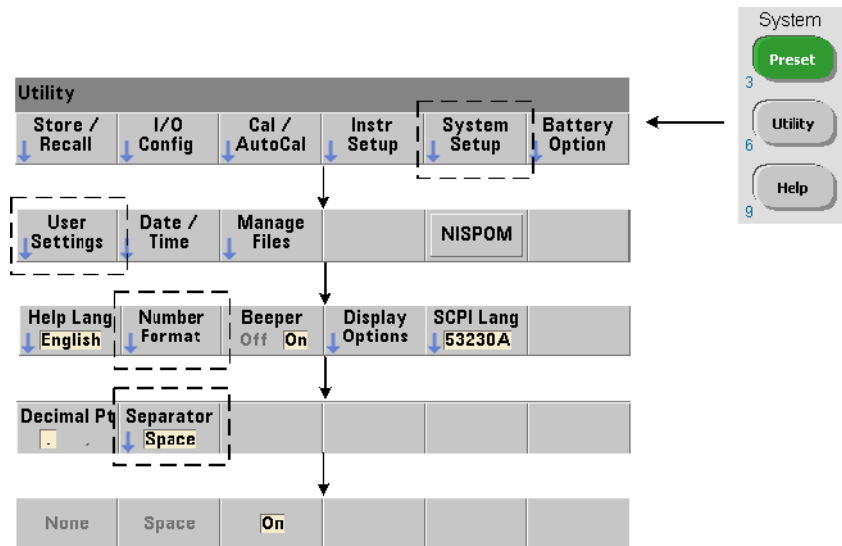 System
Preset
3
Utility
6
Help
9
Utility
Store / Recall
I/O Config
Cal / AutoCal
Instr Setup
System Setup
Battery Option
User Settings
Date / Time
Manage Files
NISPOM
Help Lang
English
Number Format
Beeper
Off On
Display Options
SCPI Lang
53230A
Decimal Pt
. ,
Separator
Space
None
Space
On